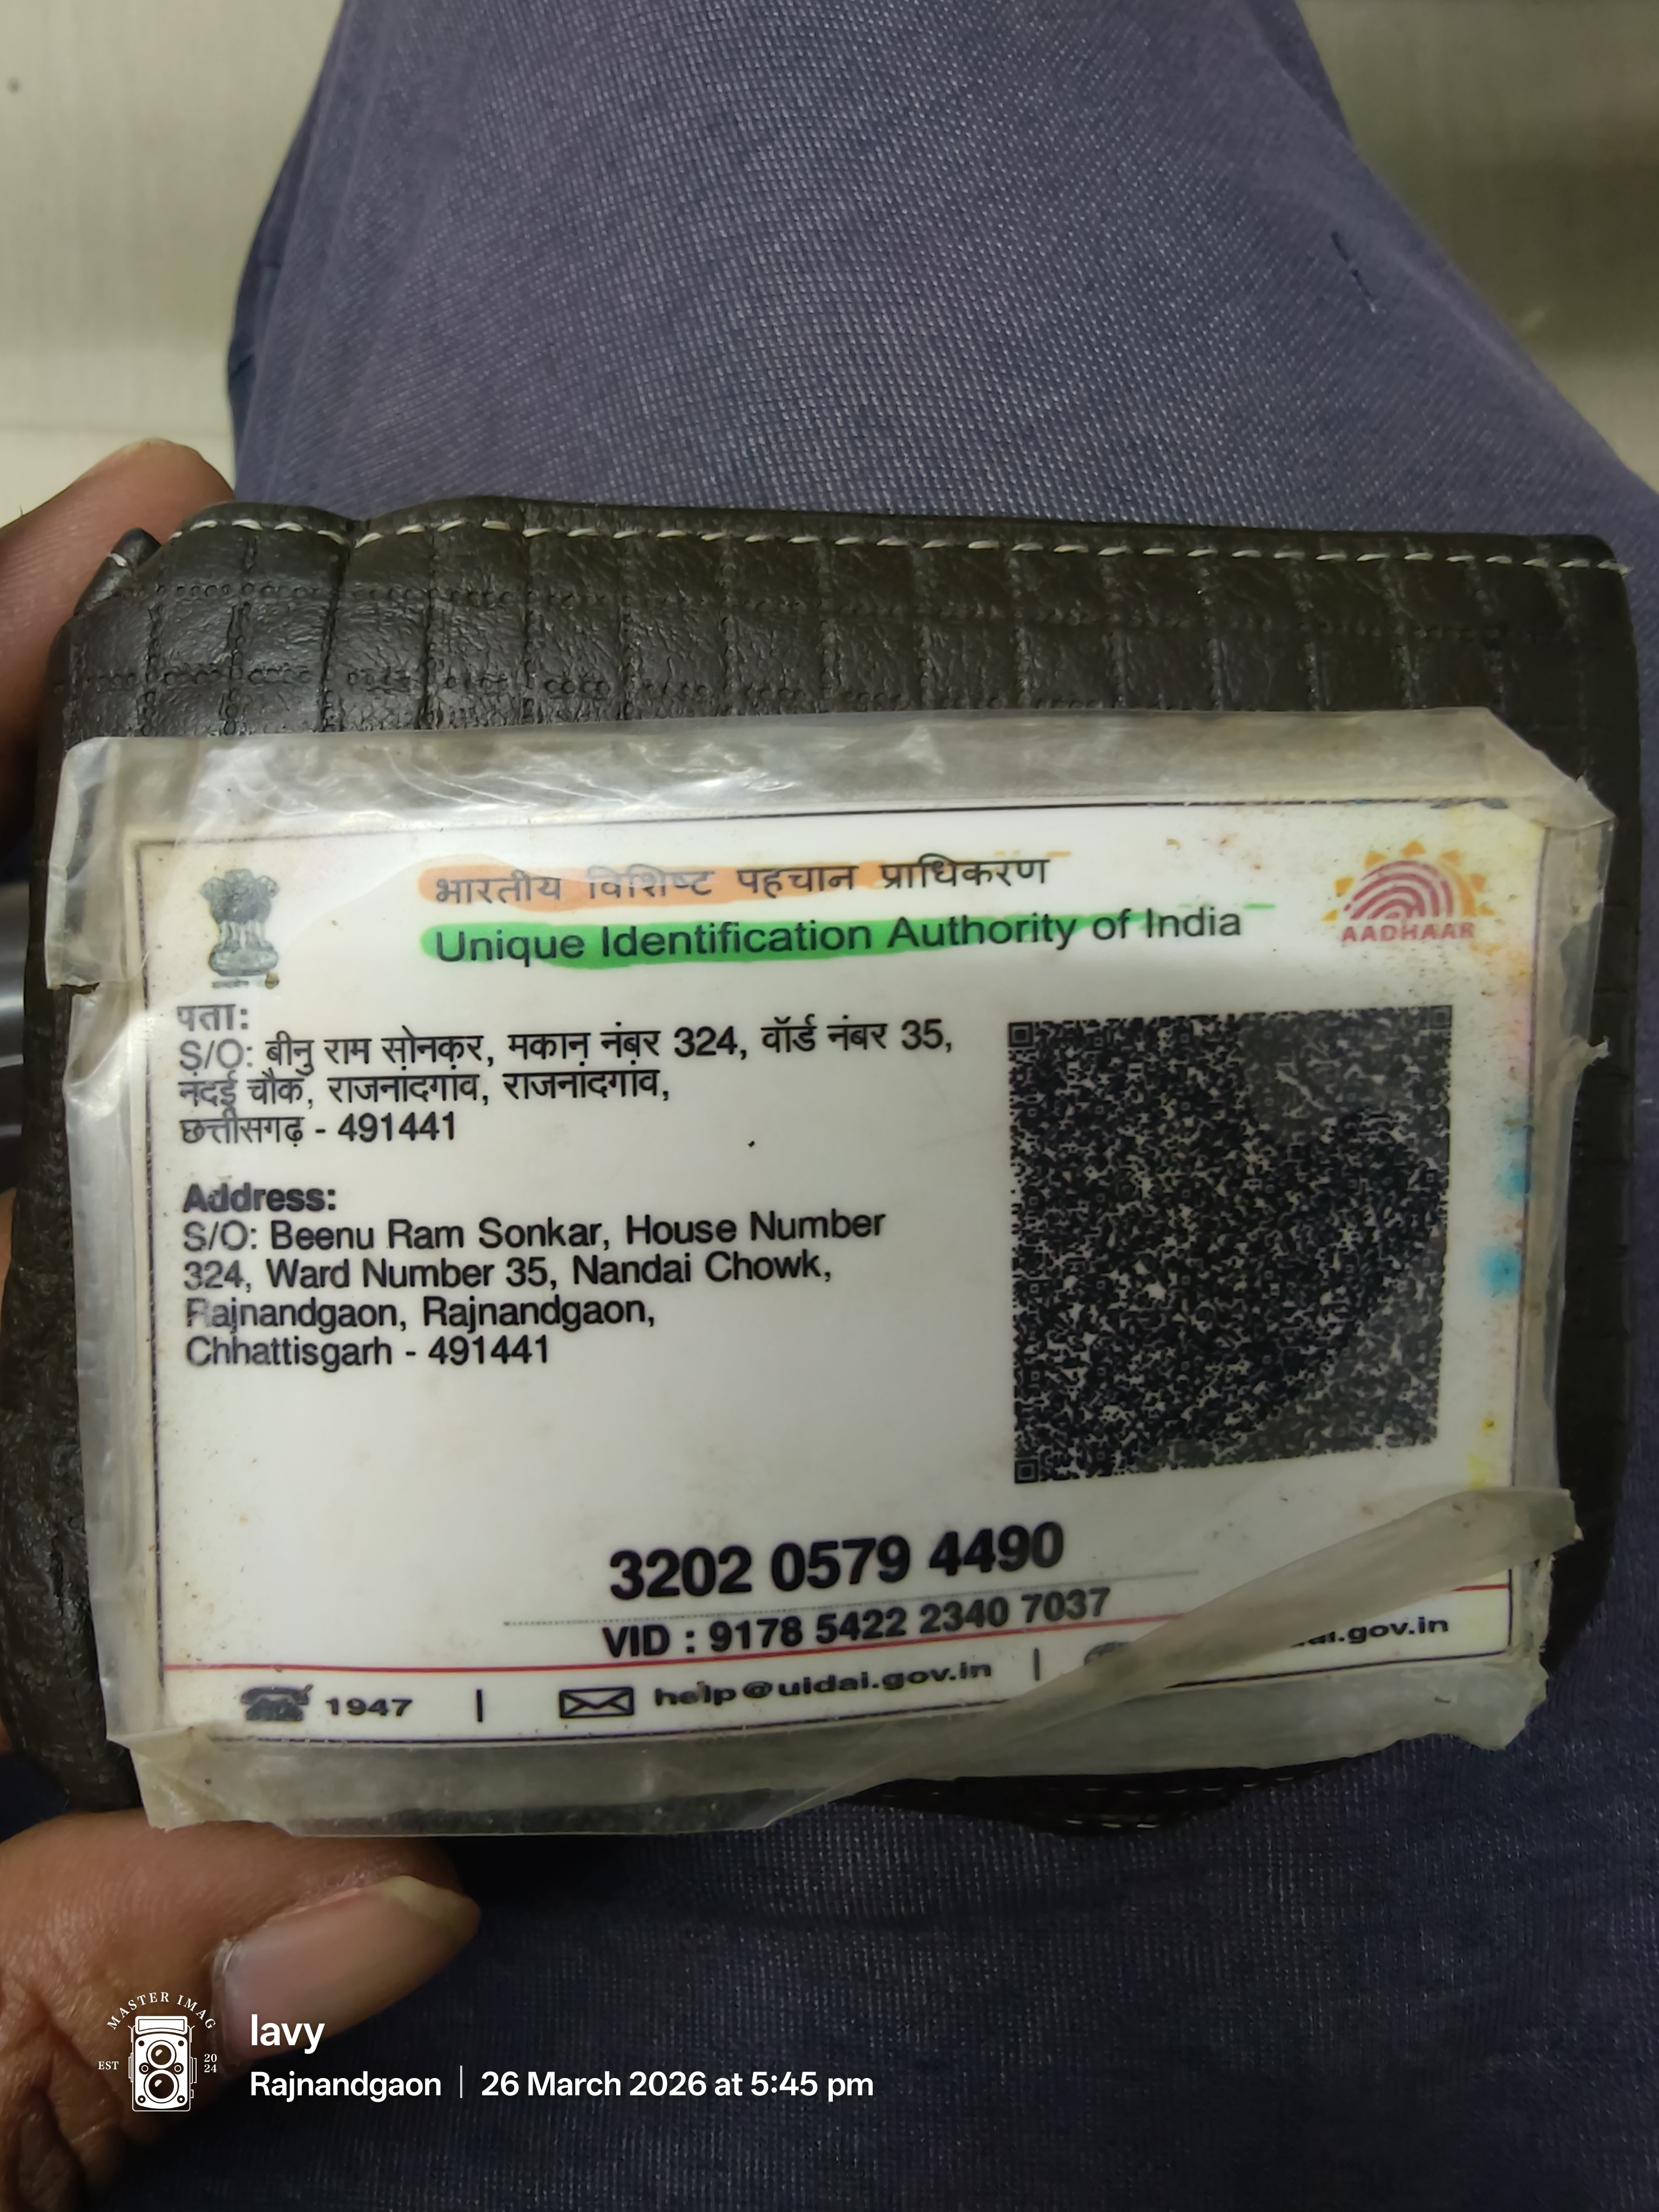 भारतीय विशिष्ट पहचान प्राधिकरण
Unique Identification Authority of India
AADHAAR
पता:
S/O: बीनु राम सोनकर, मकान नंबर 324, वॉर्ड नंबर 35,
नंदई चौक, राजनांदगांव, राजनांदगांव,
छत्तीसगढ़ - 491441
Address:
S/O: Beenu Ram Sonkar, House Number
324, Ward Number 35, Nandai Chowk,
Rajnandgaon, Rajnandgaon,
Chhattisgarh - 491441
3202 0579 4490
VID : 9178 5422 2340 7037
1947 | help@uidai.gov.in | .gov.in
MASTER IMAG
EST 2024
lavy
Rajnandgaon | 26 March 2026 at 5:45 pm